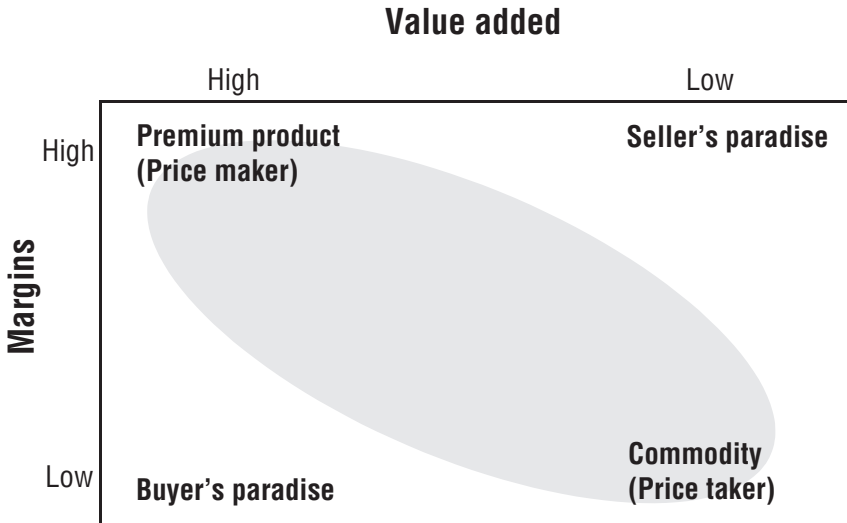 Value added
High
Low
High
Premium product
(Price maker)
Seller's paradise
Margins
Low
Buyer's paradise
Commodity
(Price taker)